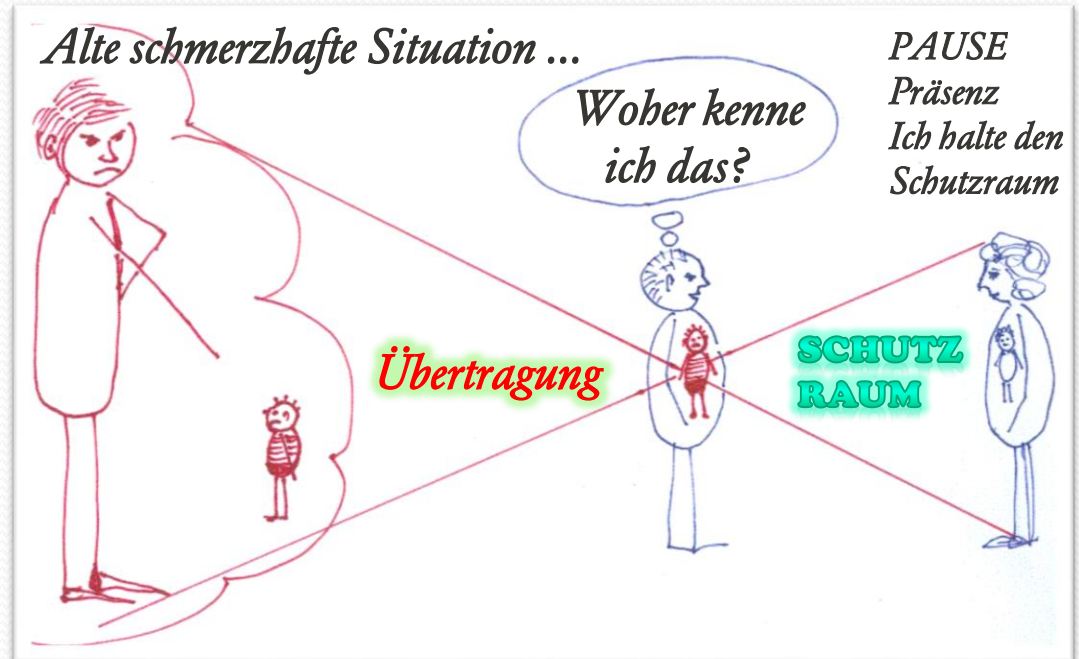 Alte schmerzhafte Situation ...
Woher kenne
ich das?
PAUSE
Präsenz
Ich halte den
Schutzraum
Übertragung
SCHUTZ
RAUM